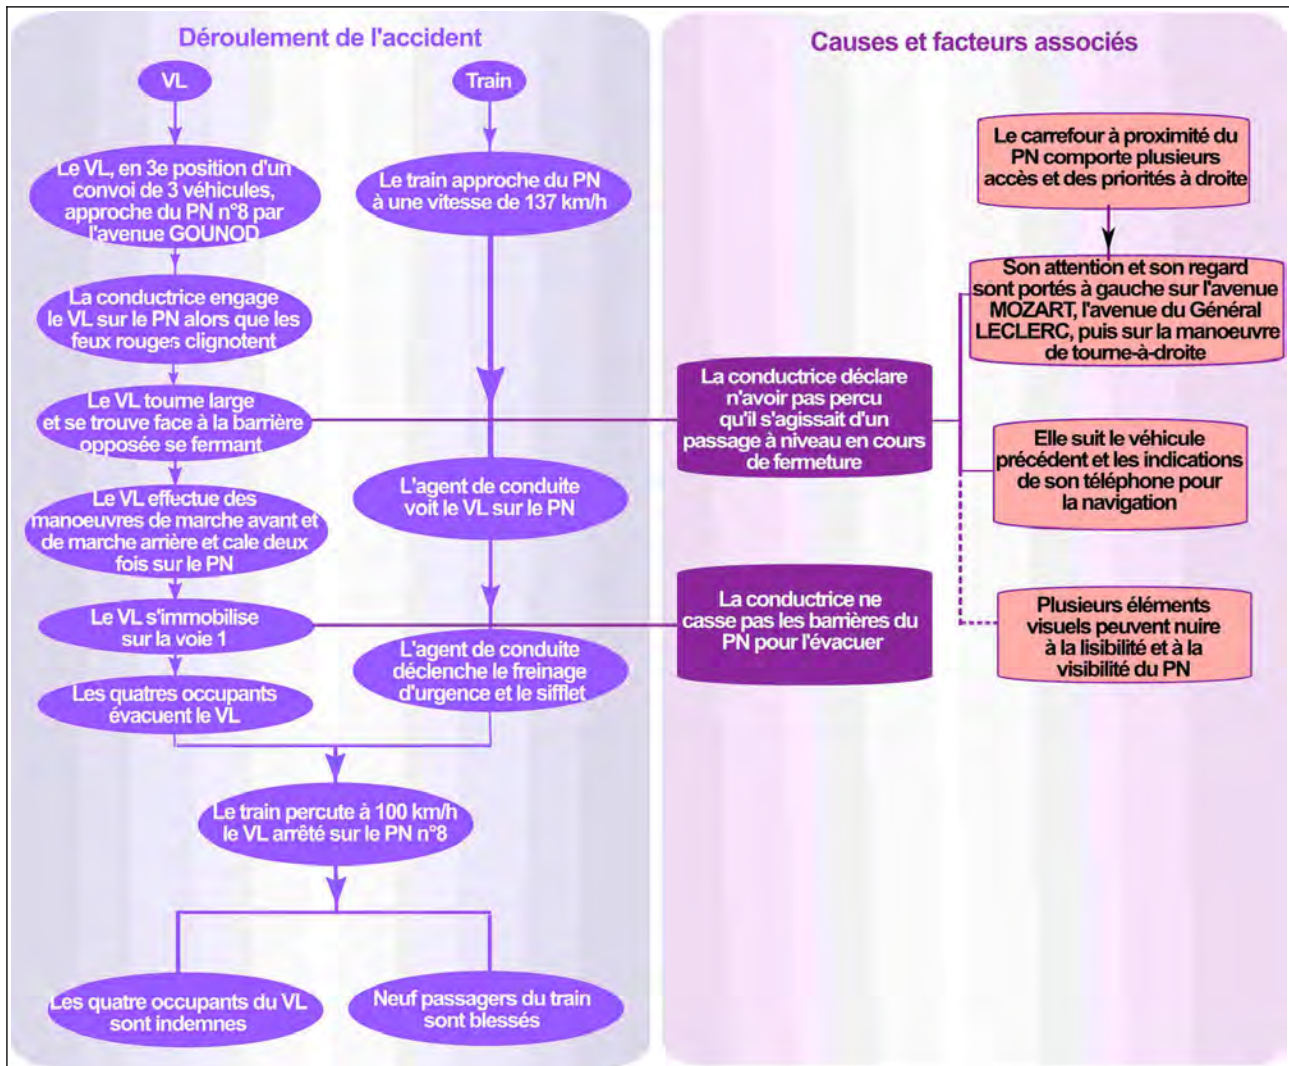 Déroulement de l'accident
VL
Train
Le VL, en 3e position d'un
convoi de 3 véhicules,
approche du PN n°8 par
l'avenue GOUNOD
Le train approche du PN
à une vitesse de 137 km/h
La conductrice engage
le VL sur le PN alors que les
feux rouges clignotent
Le VL tourne large
et se trouve face à la barrière
opposée se fermant
L'agent de conduite
voit le VL sur le PN
Le VL effectue des
manoeuvres de marche avant et
de marche arrière et cale deux
fois sur le PN
Le VL s'immobilise
sur la voie 1
L'agent de conduite
déclenche le freinage
d'urgence et le sifflet
Les quatres occupants
évacuent le VL
Le train percute à 100 km/h
le VL arrêté sur le PN n°8
Les quatre occupants du VL
sont indemnes
Neuf passagers du train
sont blessés
Causes et facteurs associés
Le carrefour à proximité du
PN comporte plusieurs
accès et des priorités à droite
Son attention et son regard
sont portés à gauche sur l'avenue
MOZART, l'avenue du Général
LECLERC, puis sur la manoeuvre
de tourne-à-droite
La conductrice déclare
n'avoir pas percu
qu'il s'agissait d'un
passage à niveau en cours
de fermeture
Elle suit le véhicule
précédent et les indications
de son téléphone pour
la navigation
La conductrice ne
casse pas les barrières du
PN pour l'évacuer
Plusieurs éléments
visuels peuvent nuire
à la lisibilité et à la
visibilité du PN